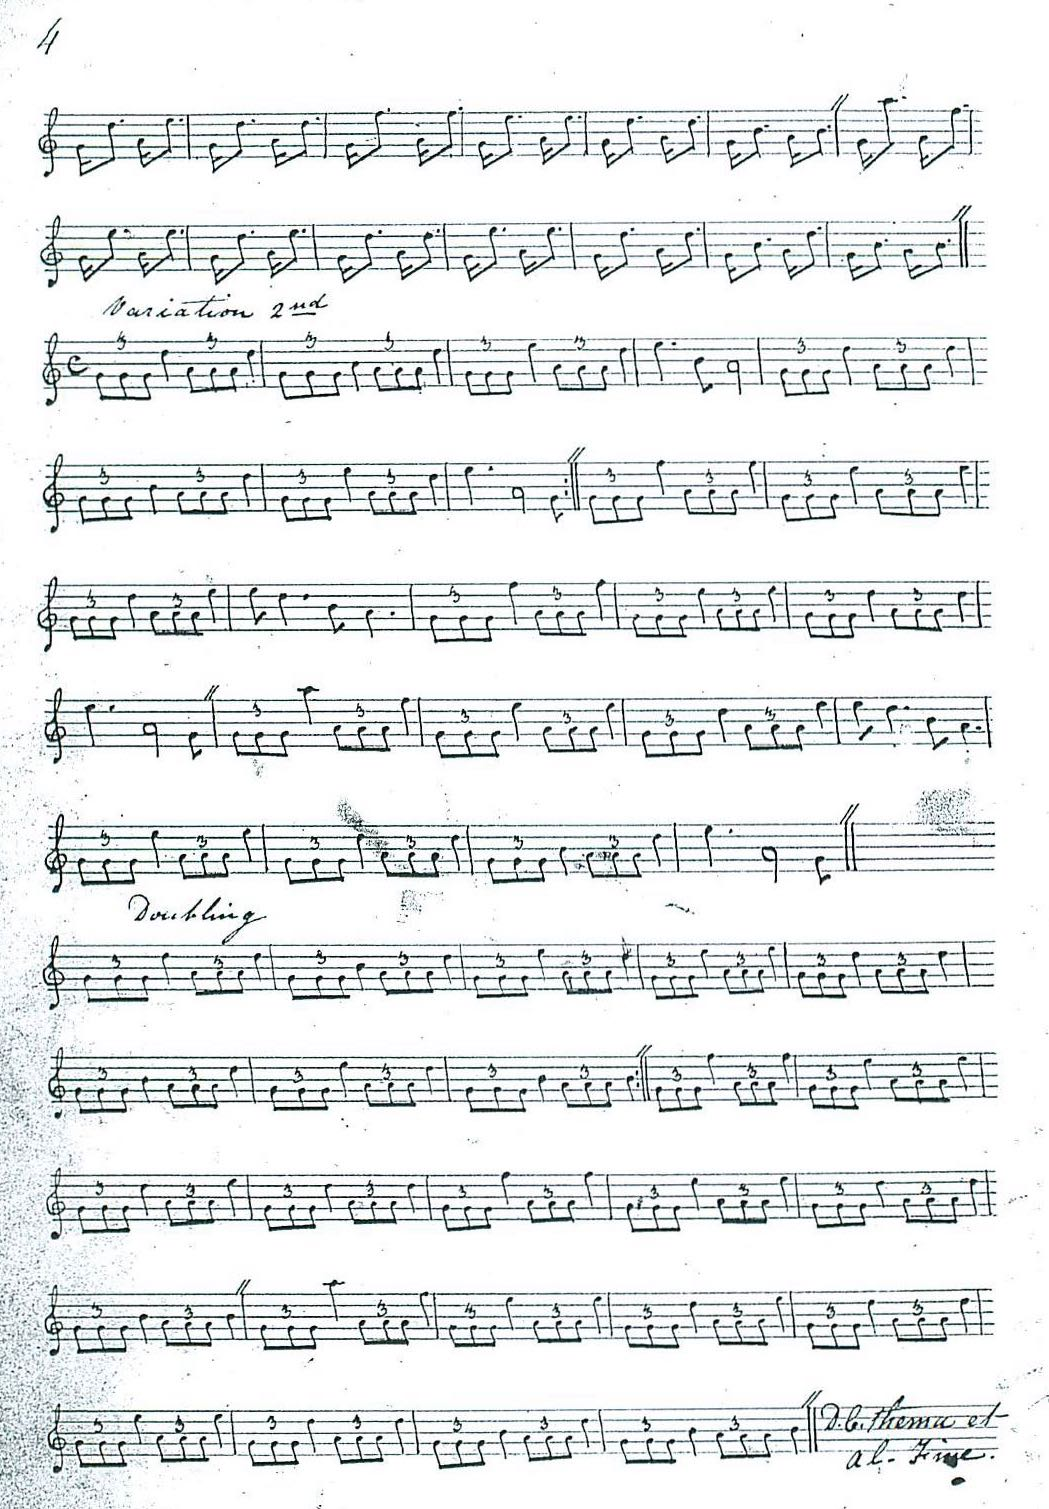 4
Variation 2nd
Doubling
D.C. thema et
al- Fine.